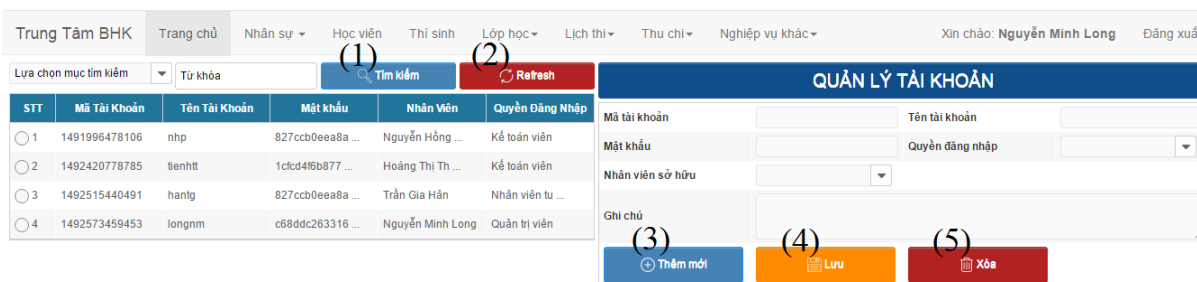 Trung Tâm BHK Trang chủ Nhân sự Học viên Thí sinh Lớp học Lịch thi Thu chi Nghiệp vụ khác Xin chào: Nguyễn Minh Long Đăng xuấ
(1) (2)
Lựa chọn mục tìm kiếm Từ khóa Tìm kiếm Refresh
QUẢN LÝ TÀI KHOẢN
STT Mã Tài Khoản Tên Tài Khoản Mật khẩu Nhân Viên Quyền Đăng Nhập
1 1491996478106 nhp 827ccb0eea8a ... Nguyễn Hồng ... Kế toán viên
2 1492420778785 tienhtt 1cfcd4f6b877 ... Hoàng Thị Th ... Kế toán viên
3 1492515440491 hantg 827ccb0eea8a ... Trần Gia Hân Nhân viên tu ...
4 1492573459453 longnm c68ddc263316 ... Nguyễn Minh Long Quản trị viên
Mã tài khoản Tên tài khoản
Mật khẩu Quyền đăng nhập
Nhân viên sở hữu
Ghi chú
(3) (4) (5)
Thêm mới Lưu Xóa